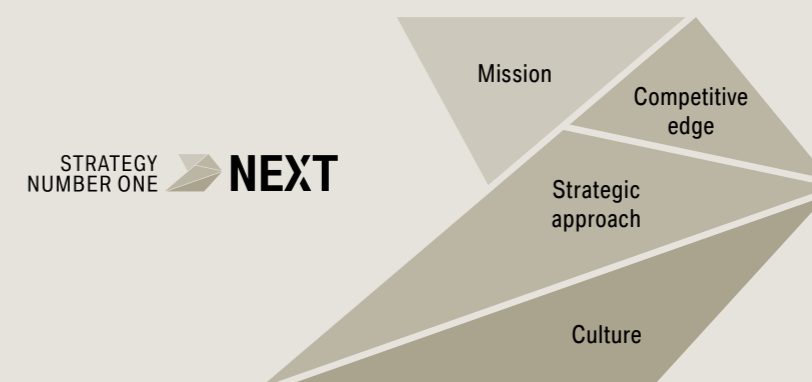 STRATEGY
NUMBER ONE
NEXT
Mission
Competitive
edge
Strategic
approach
Culture